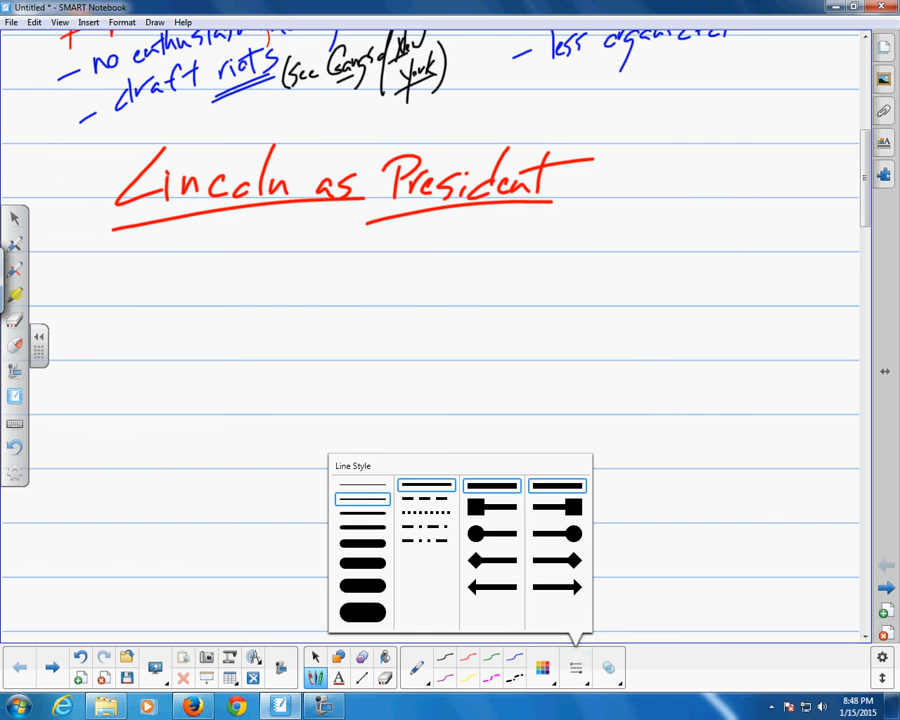 Untitled * - SMART Notebook
File Edit View Insert Format Draw Help
- no enthusiasm
- less
- draft riots (see Gangs of New York)
Lincoln as President
Line Style
8:48 PM
1/15/2015